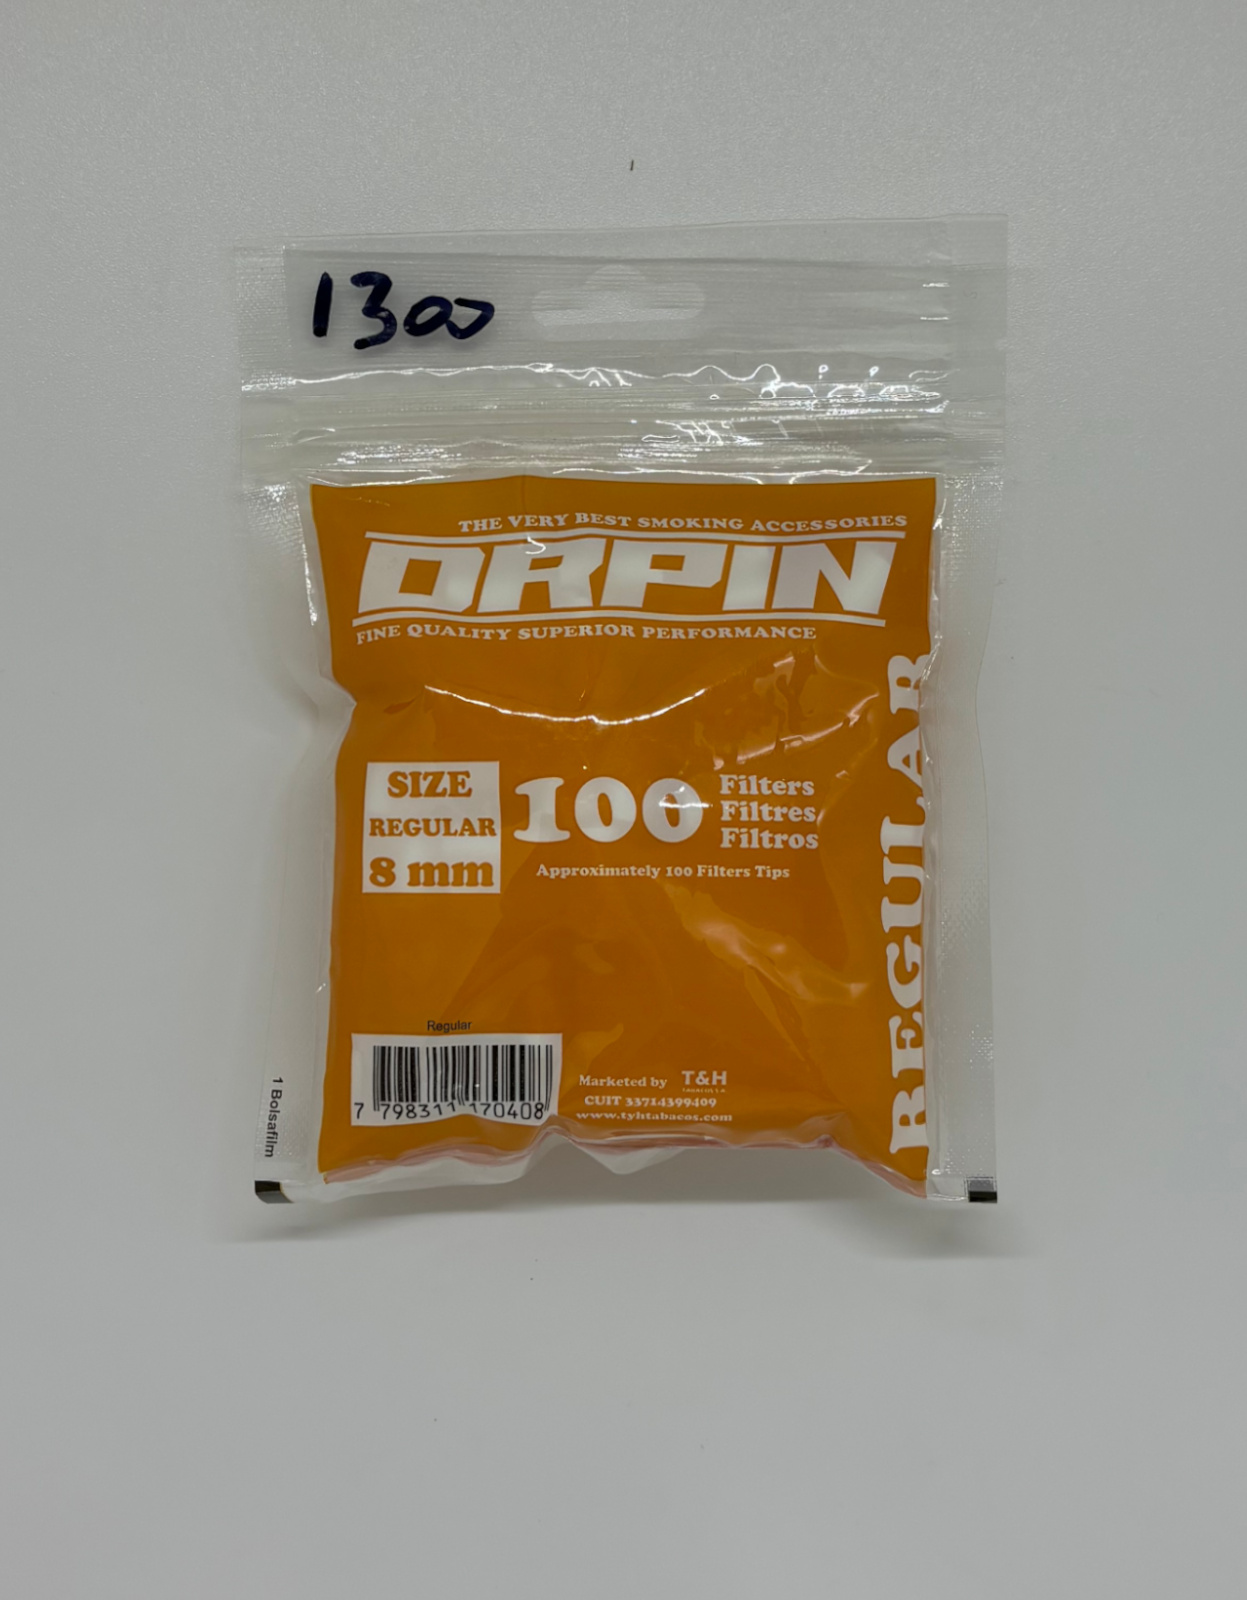 1300
THE VERY BEST SMOKING ACCESSORIES
DRPIN
FINE QUALITY SUPERIOR PERFORMANCE
REGULAR
SIZE
REGULAR
8 mm
100
Filters
Filtres
Filtros
Approximately 100 Filters Tips
Regular
7 798311 170408
Marketed by T&H
CUIT 33714399409
www.tyhtabacos.com
1 Bolsafilm